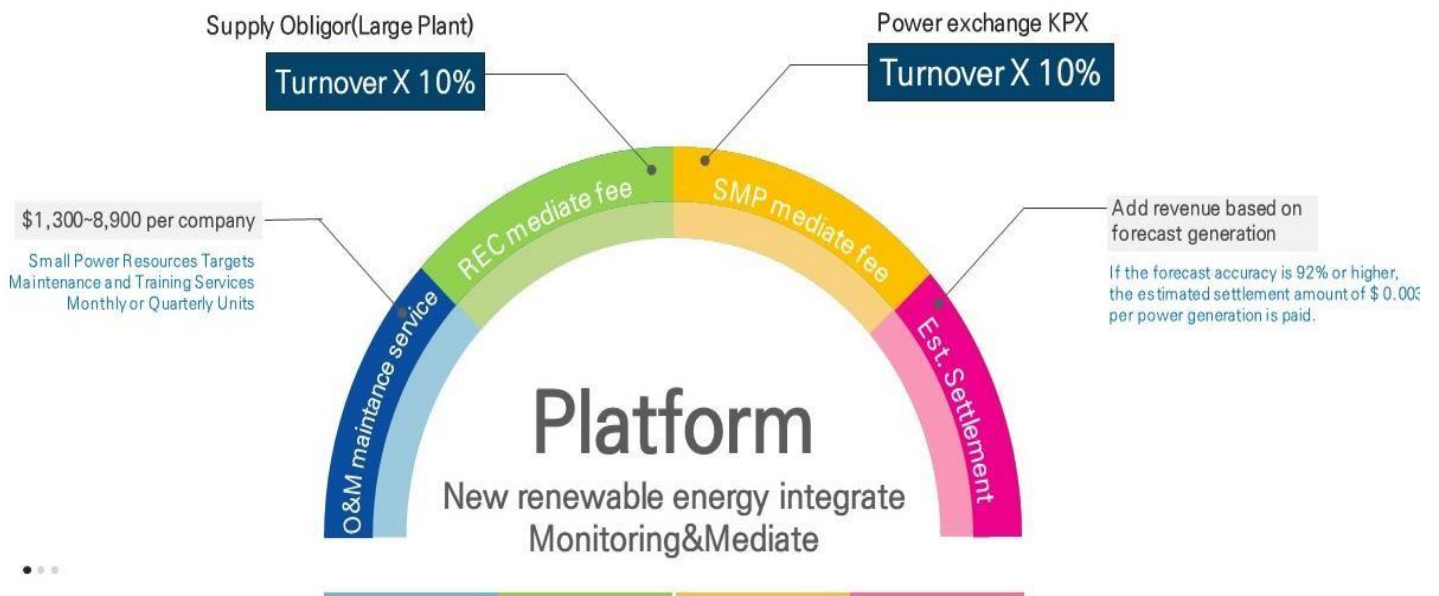 Supply Obligor(Large Plant)
Turnover X 10%
Power exchange KPX
Turnover X 10%
$1,300~8,900 per company
Small Power Resources Targets
Maintenance and Training Services
Monthly or Quarterly Units
O&M maintance service
REC mediate fee
SMP mediate fee
Est. Settlement
Add revenue based on
forecast generation
If the forecast accuracy is 92% or higher,
the estimated settlement amount of $ 0.003
per power generation is paid.
Platform
New renewable energy integrate
Monitoring&Mediate